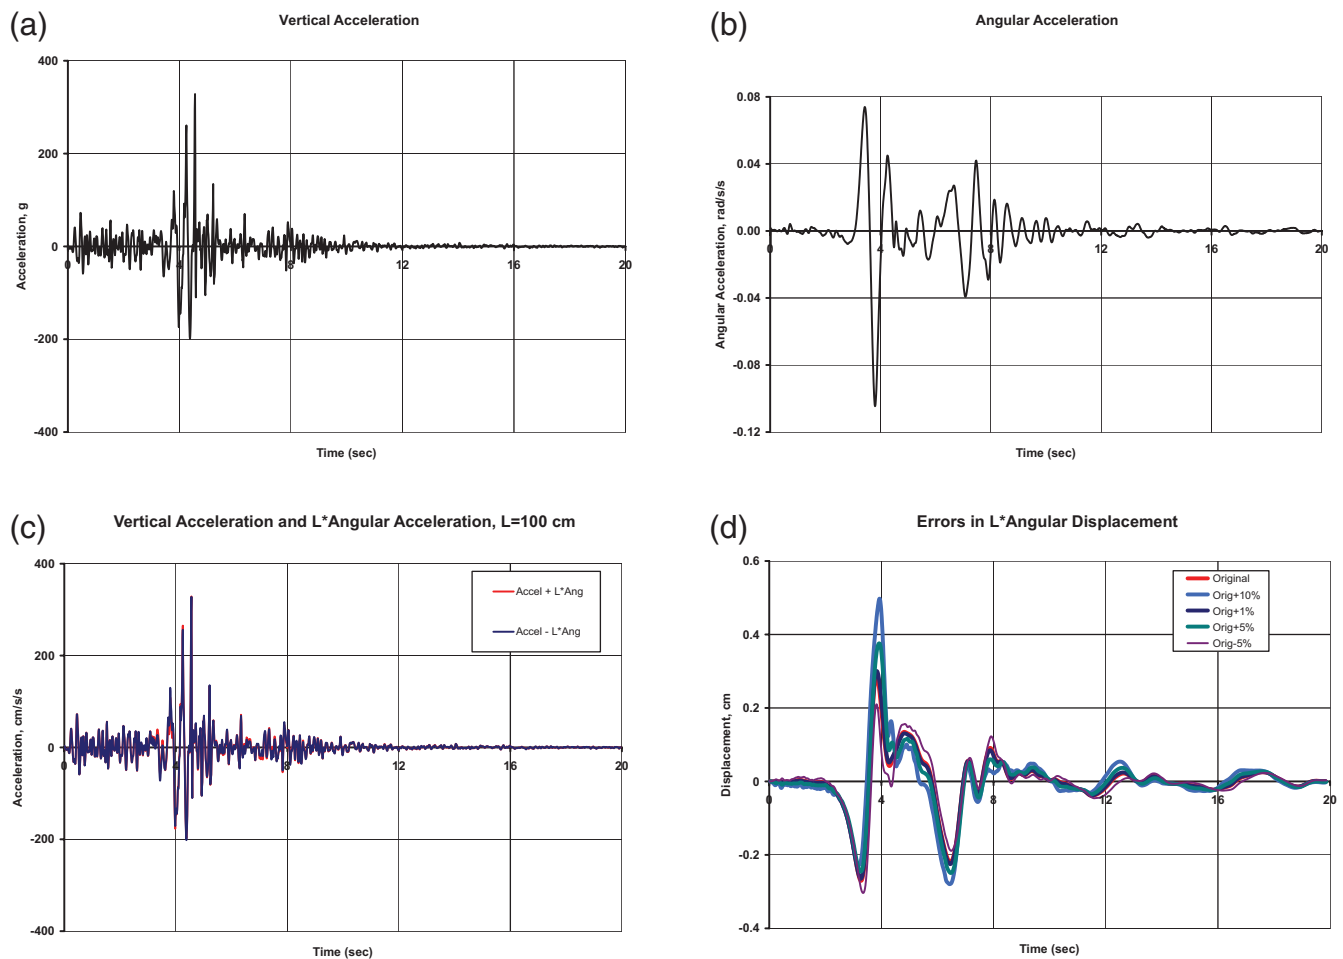 (a)
Vertical Acceleration
400
200
0
-200
-400
0
4
8
12
16
20
Acceleration, g
Time (sec)
(b)
Angular Acceleration
0.08
0.04
0.00
-0.04
-0.08
-0.12
0
4
8
12
16
20
Angular Acceleration, rad/s/s
Time (sec)
(c)
Vertical Acceleration and L*Angular Acceleration, L=100 cm
400
200
0
-200
-400
0
4
8
12
16
20
Acceleration, cm/s/s
Accel + L*Ang
Accel - L*Ang
Time (sec)
(d)
Errors in L*Angular Displacement
0.6
0.4
0.2
0
-0.2
-0.4
0
4
8
12
16
20
Displacement, cm
Original
Orig+10%
Orig+1%
Orig+5%
Orig-5%
Time (sec)